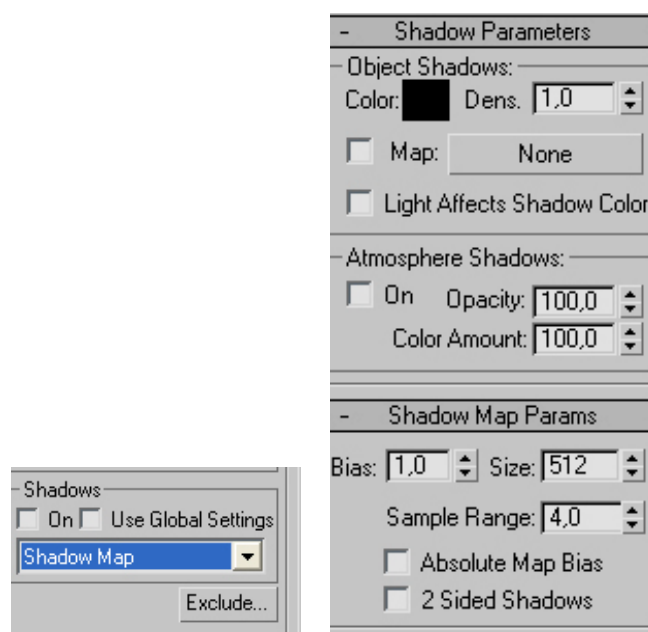 Shadows
On Use Global Settings
Shadow Map
Exclude...
- Shadow Parameters
Object Shadows:
Color: Dens. 1,0
Map: None
Light Affects Shadow Color
Atmosphere Shadows:
On Opacity: 100,0
Color Amount: 100,0
- Shadow Map Params
Bias: 1,0 Size: 512
Sample Range: 4,0
Absolute Map Bias
2 Sided Shadows